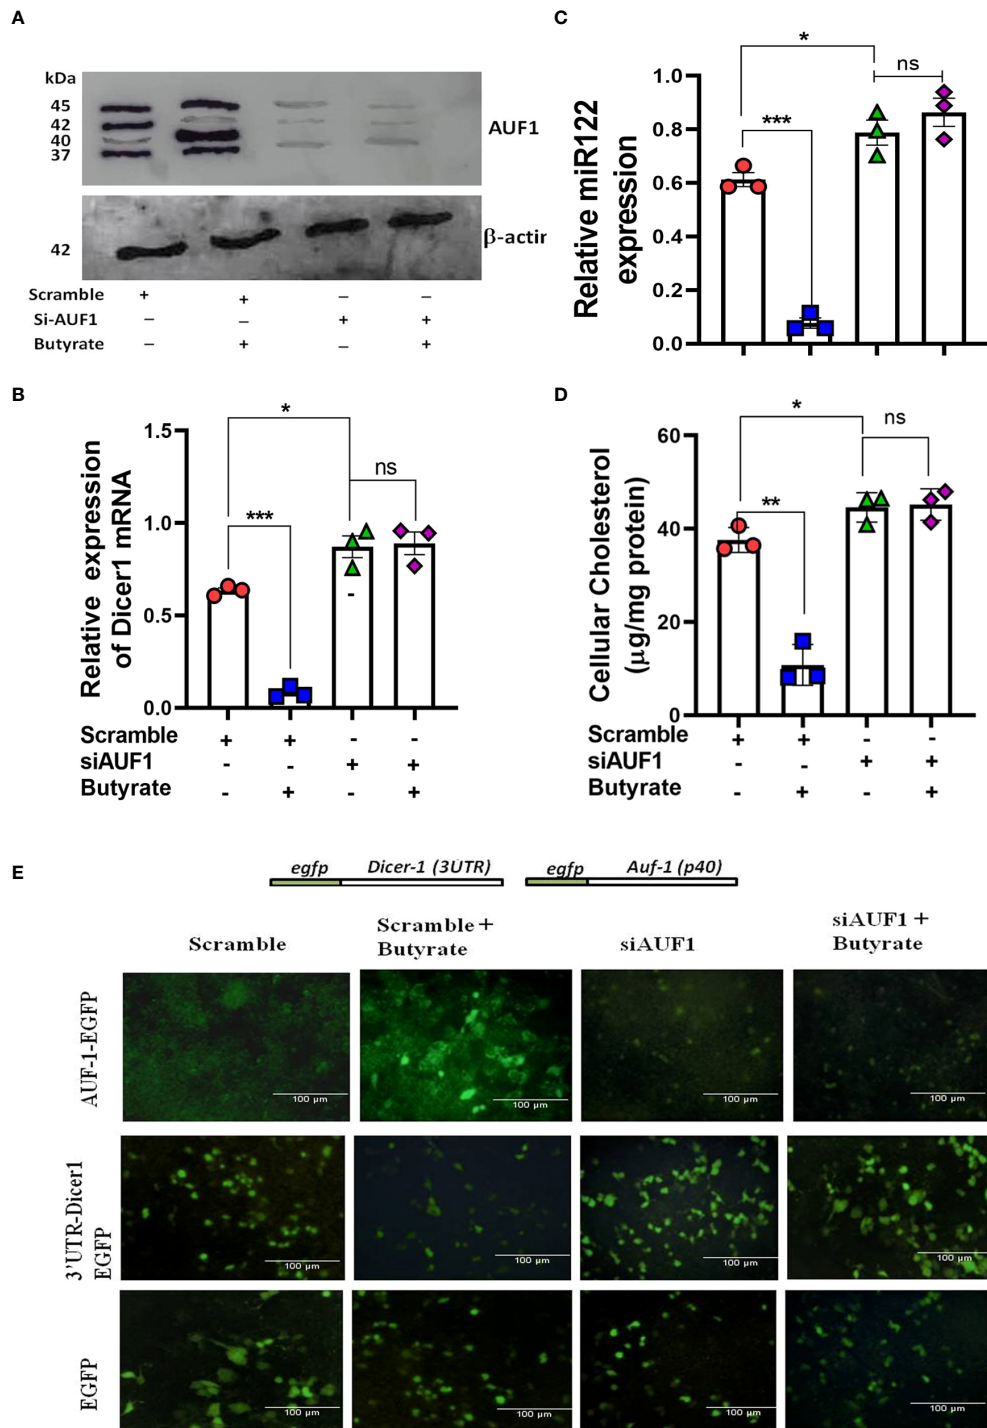 A
kDa
45
42
40
37
AUF1
42
β-actir
Scramble + + – –
Si-AUF1 – – + +
Butyrate – + – +
C
Relative miR122
expression
1.0
0.8
0.6
0.4
0.2
0.0
*
***
ns
B
Relative expression
of Dicer1 mRNA
1.5
1.0
0.5
0.0
*
***
ns
-
Scramble + + - -
siAUF1 - - + +
Butyrate - + - +
D
Cellular Cholesterol
(µg/mg protein)
60
40
20
0
*
**
ns
Scramble + + - -
siAUF1 - - + +
Butyrate - + - +
E
egfp Dicer-1 (3UTR)
egfp Auf-1 (p40)
Scramble
Scramble +
Butyrate
siAUF1
siAUF1 +
Butyrate
AUF-1-EGFP
100 µm
100 µm
100 µm
100 µm
3’UTR-Dicer1
EGFP
100 µm
100 µm
100 µm
100 µm
EGFP
100 µm
100 µm
100 µm
100 µm